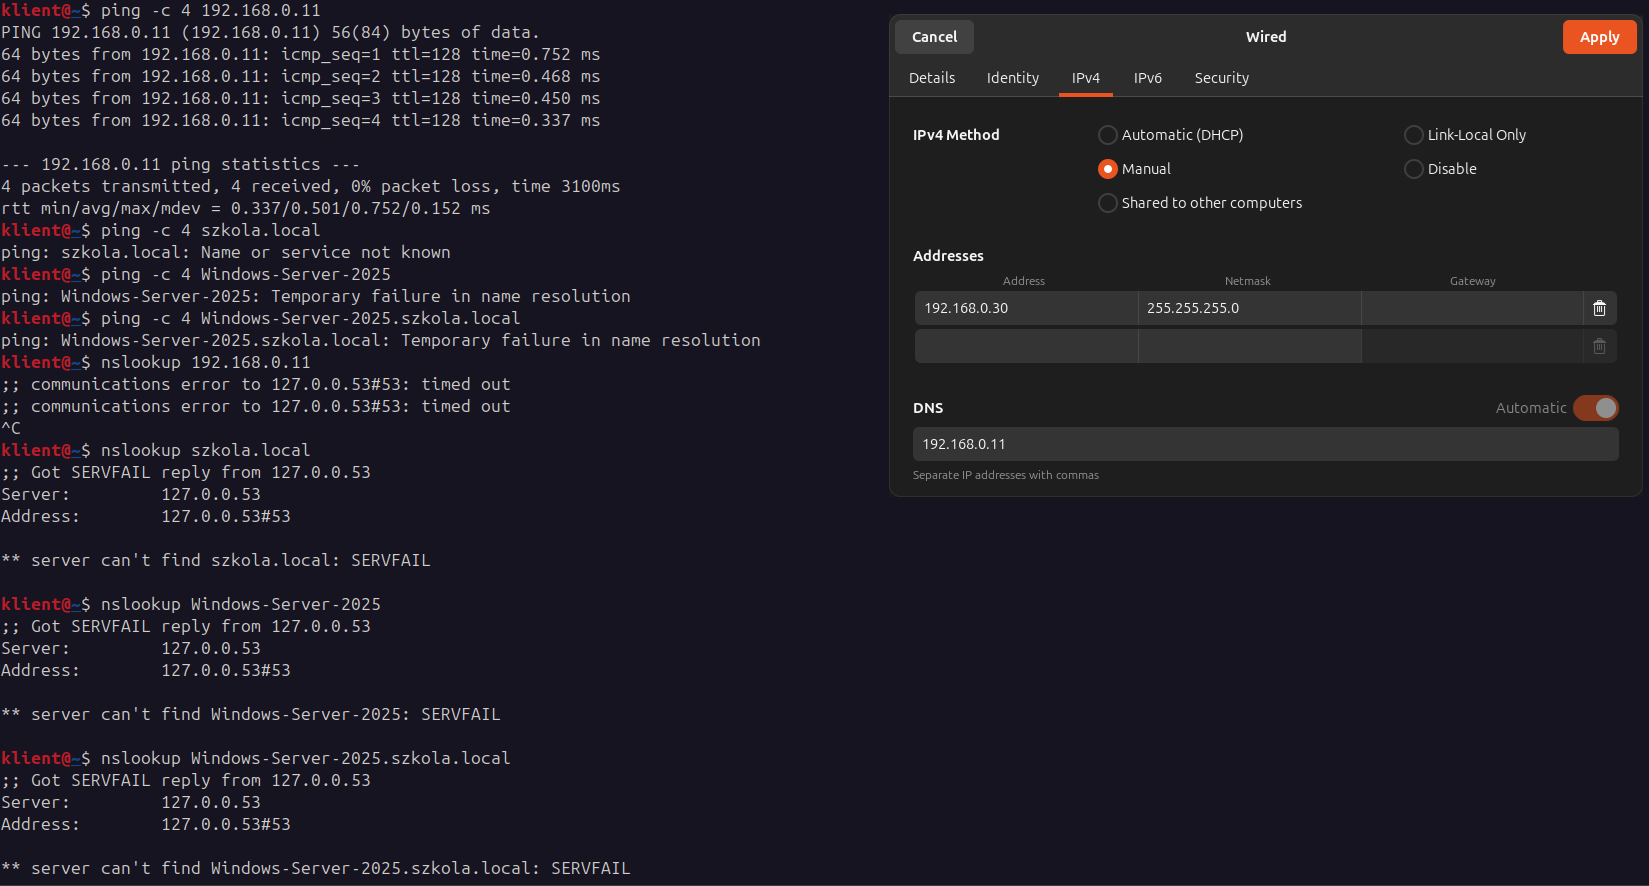 klient@~$ ping -c 4 192.168.0.11
PING 192.168.0.11 (192.168.0.11) 56(84) bytes of data.
64 bytes from 192.168.0.11: icmp_seq=1 ttl=128 time=0.752 ms
64 bytes from 192.168.0.11: icmp_seq=2 ttl=128 time=0.468 ms
64 bytes from 192.168.0.11: icmp_seq=3 ttl=128 time=0.450 ms
64 bytes from 192.168.0.11: icmp_seq=4 ttl=128 time=0.337 ms
--- 192.168.0.11 ping statistics ---
4 packets transmitted, 4 received, 0% packet loss, time 3100ms
rtt min/avg/max/mdev = 0.337/0.501/0.752/0.152 ms
klient@~$ ping -c 4 szkola.local
ping: szkola.local: Name or service not known
klient@~$ ping -c 4 Windows-Server-2025
ping: Windows-Server-2025: Temporary failure in name resolution
klient@~$ ping -c 4 Windows-Server-2025.szkola.local
ping: Windows-Server-2025.szkola.local: Temporary failure in name resolution
klient@~$ nslookup 192.168.0.11
;; communications error to 127.0.0.53#53: timed out
;; communications error to 127.0.0.53#53: timed out
^C
klient@~$ nslookup szkola.local
;; Got SERVFAIL reply from 127.0.0.53
Server: 127.0.0.53
Address: 127.0.0.53#53
** server can't find szkola.local: SERVFAIL
klient@~$ nslookup Windows-Server-2025
;; Got SERVFAIL reply from 127.0.0.53
Server: 127.0.0.53
Address: 127.0.0.53#53
** server can't find Windows-Server-2025: SERVFAIL
klient@~$ nslookup Windows-Server-2025.szkola.local
;; Got SERVFAIL reply from 127.0.0.53
Server: 127.0.0.53
Address: 127.0.0.53#53
** server can't find Windows-Server-2025.szkola.local: SERVFAIL
Cancel Wired Apply
Details Identity IPv4 IPv6 Security
IPv4 Method Automatic (DHCP) Link-Local Only
Manual Disable
Shared to other computers
Addresses
Address Netmask Gateway
192.168.0.30 255.255.255.0
DNS Automatic
192.168.0.11
Separate IP addresses with commas